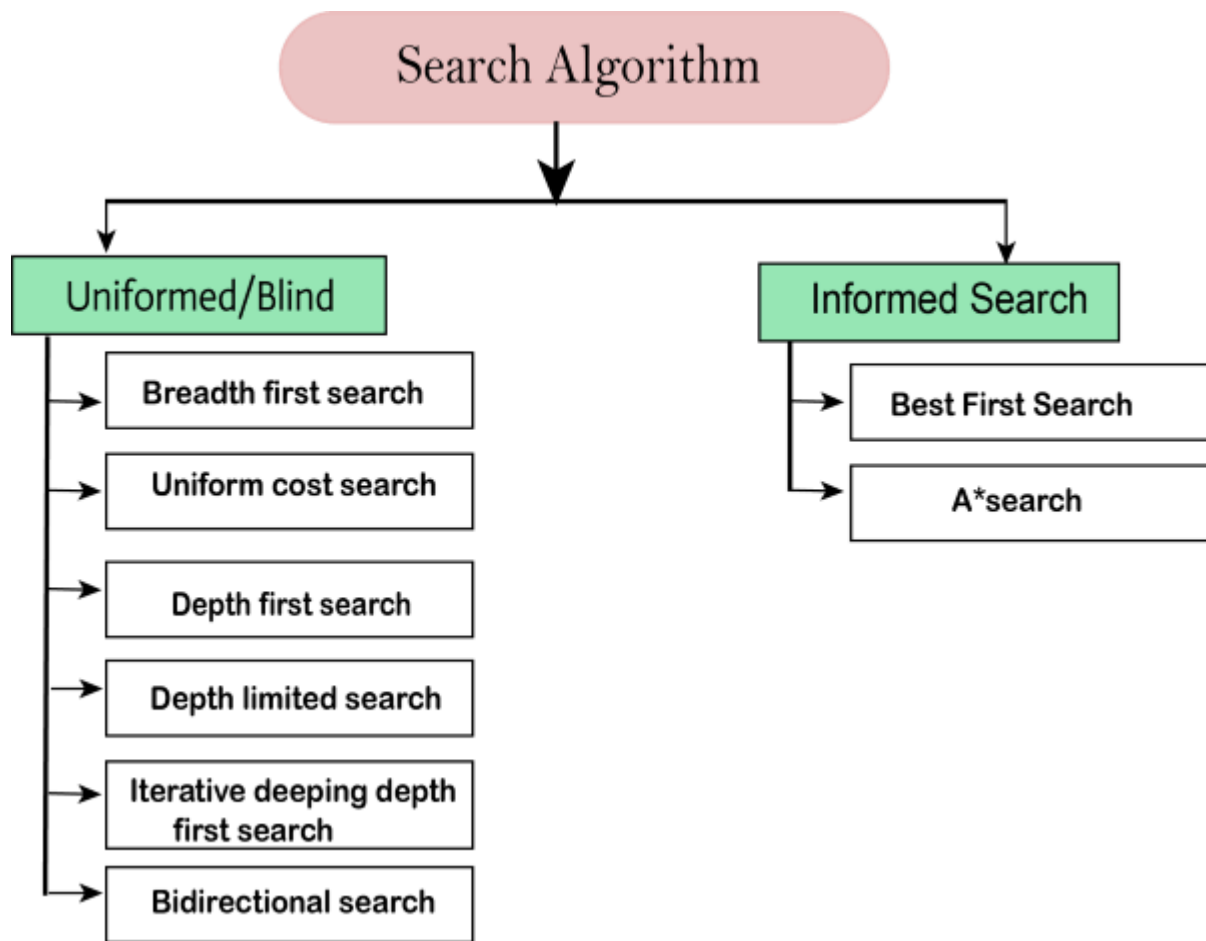 Search Algorithm
Uniformed/Blind
Breadth first search
Uniform cost search
Depth first search
Depth limited search
Iterative deeping depth
first search
Bidirectional search
Informed Search
Best First Search
A*search